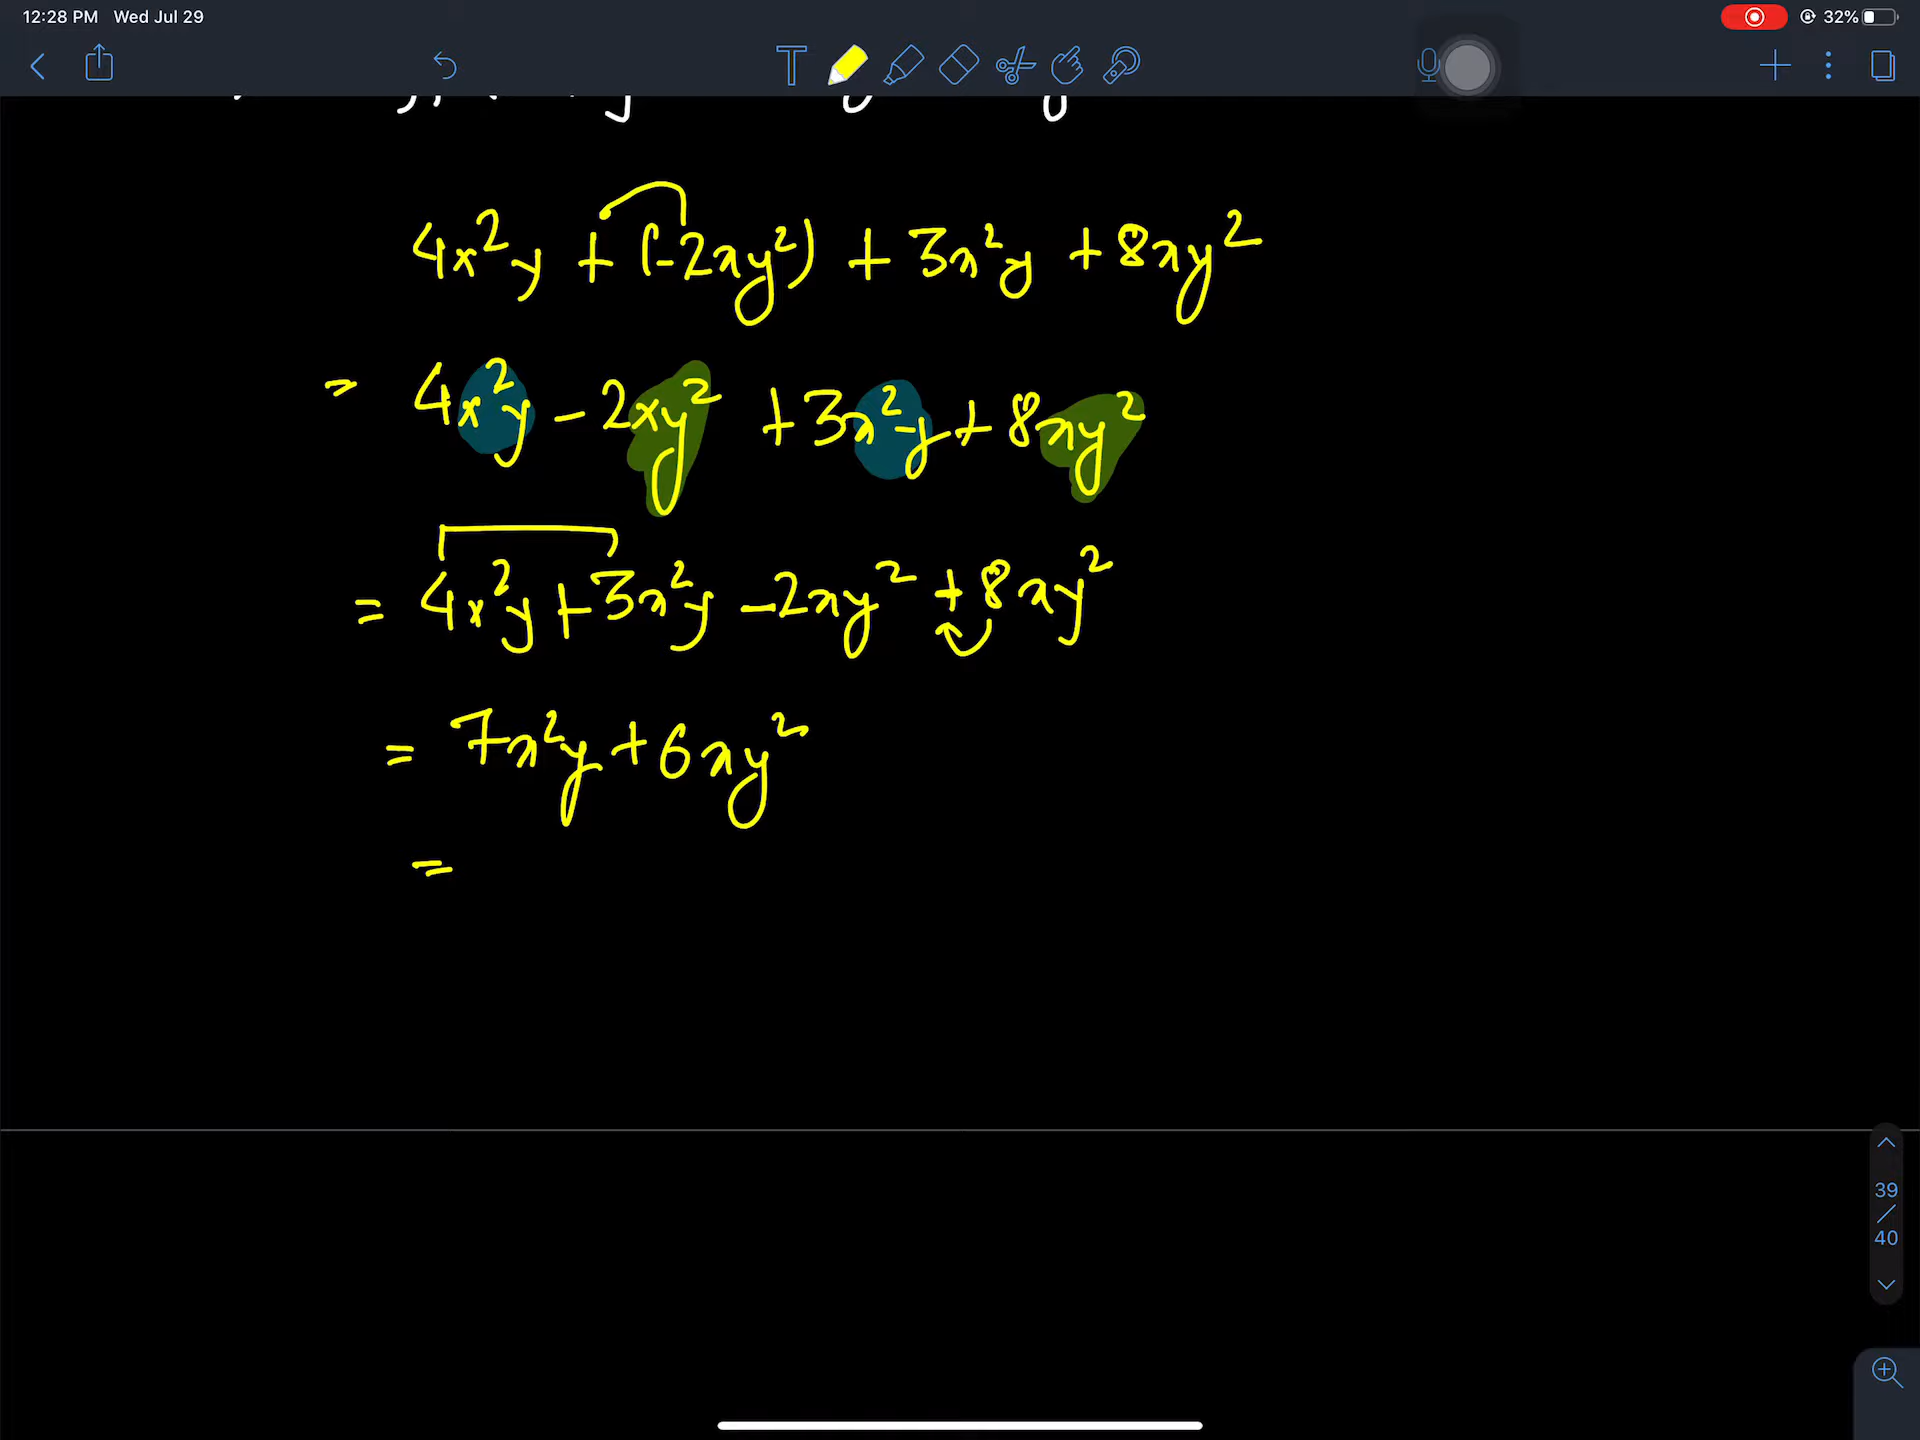 12:28 PM Wed Jul 29
32%
4x²y + (-2xy²) + 3x²y + 8xy²
= 4x²y - 2xy² + 3x²y + 8xy²
= 4x²y + 3x²y - 2xy² + 8xy²
= 7x²y + 6xy²
=
39
/
40